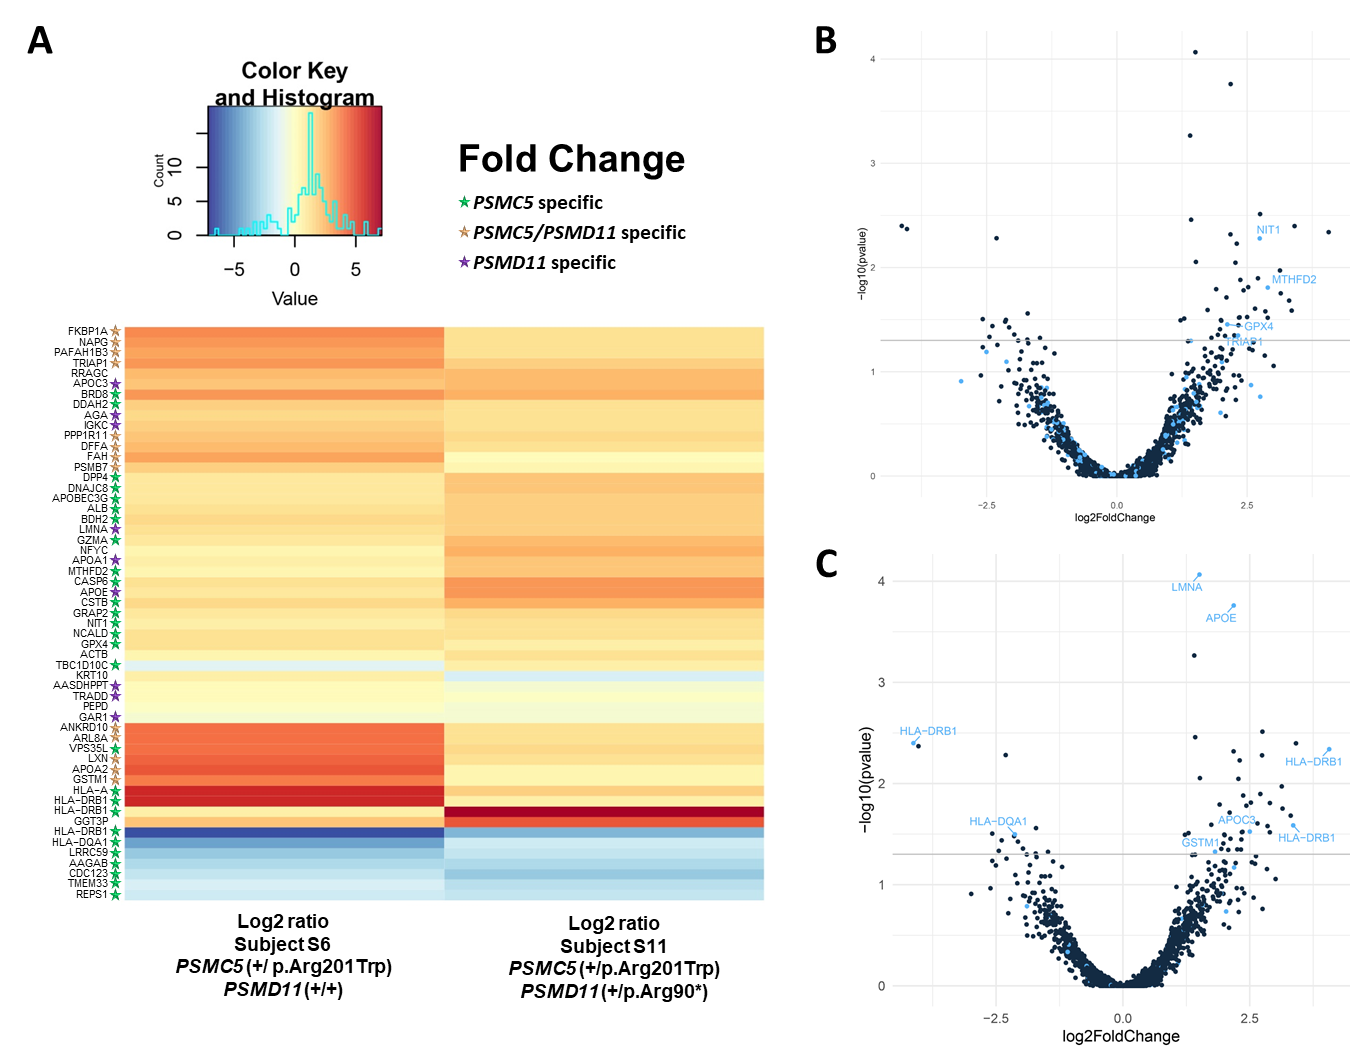 A
Color Key
and Histogram
Count
0
5
10
−5
0
5
Value
Fold Change
PSMC5 specific
PSMC5/PSMD11 specific
PSMD11 specific
FKBP1A
NAPG
PAFAH1B3
TRIAP1
RRAGC
APOC3
BRD8
DDAH2
AGA
IGKC
PPP1R11
DFFA
FAH
PSMB7
DPP4
DNAJC8
APOBEC3G
ALB
BDH2
LMNA
GZMA
NFYC
APOA1
MTHFD2
CASP6
APOE
CSTB
GRAP2
NIT1
NCALD
GPX4
ACTB
TBC1D10C
KRT10
AASDHPPT
TRADD
PEPD
GAR1
ANKRD10
ARL8A
VPS35L
LXN
APOA2
GSTM1
HLA-A
HLA-DRB1
HLA-DRB1
GGT3P
HLA-DRB1
HLA-DQA1
LRRC59
AAGAB
CDC123
TMEM33
REPS1
Log2 ratio
Subject S6
PSMC5 (+/ p.Arg201Trp)
PSMD11 (+/+)
Log2 ratio
Subject S11
PSMC5 (+/p.Arg201Trp)
PSMD11 (+/p.Arg90*)
B
4
3
2
1
0
−log10(pvalue)
NIT1
MTHFD2
GPX4
TRIAP1
−2.5
0.0
2.5
log2FoldChange
C
4
3
2
1
0
−log10(pvalue)
LMNA
APOE
HLA−DRB1
HLA−DRB1
HLA−DQA1
APOC3
HLA−DRB1
GSTM1
−2.5
0.0
2.5
log2FoldChange